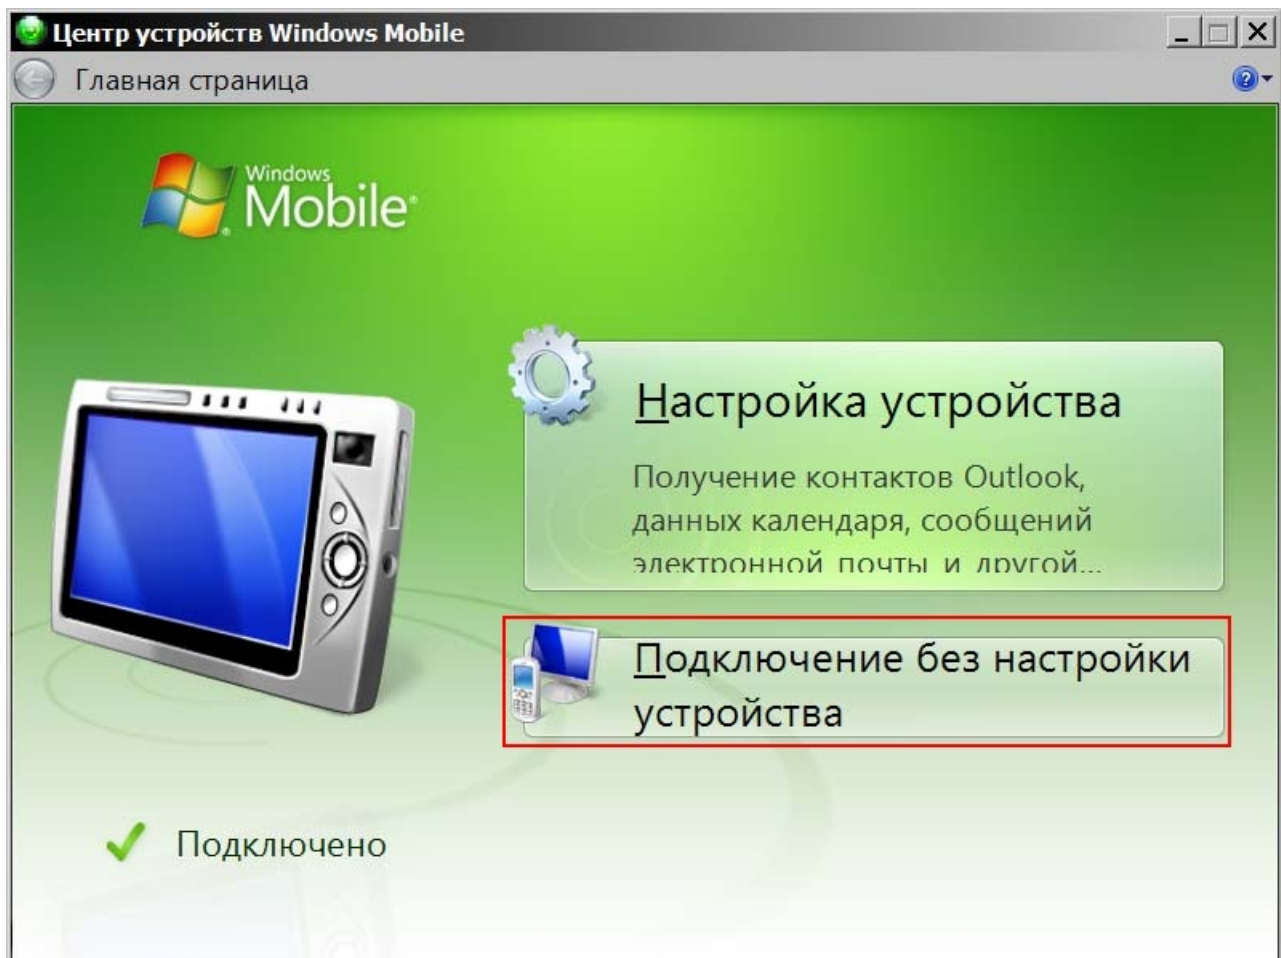 Центр устройств Windows Mobile
Главная страница
Windows
Mobile®
Настройка устройства
Получение контактов Outlook,
данных календаря, сообщений
электронной почты и другой...
Подключение без настройки
устройства
Подключено